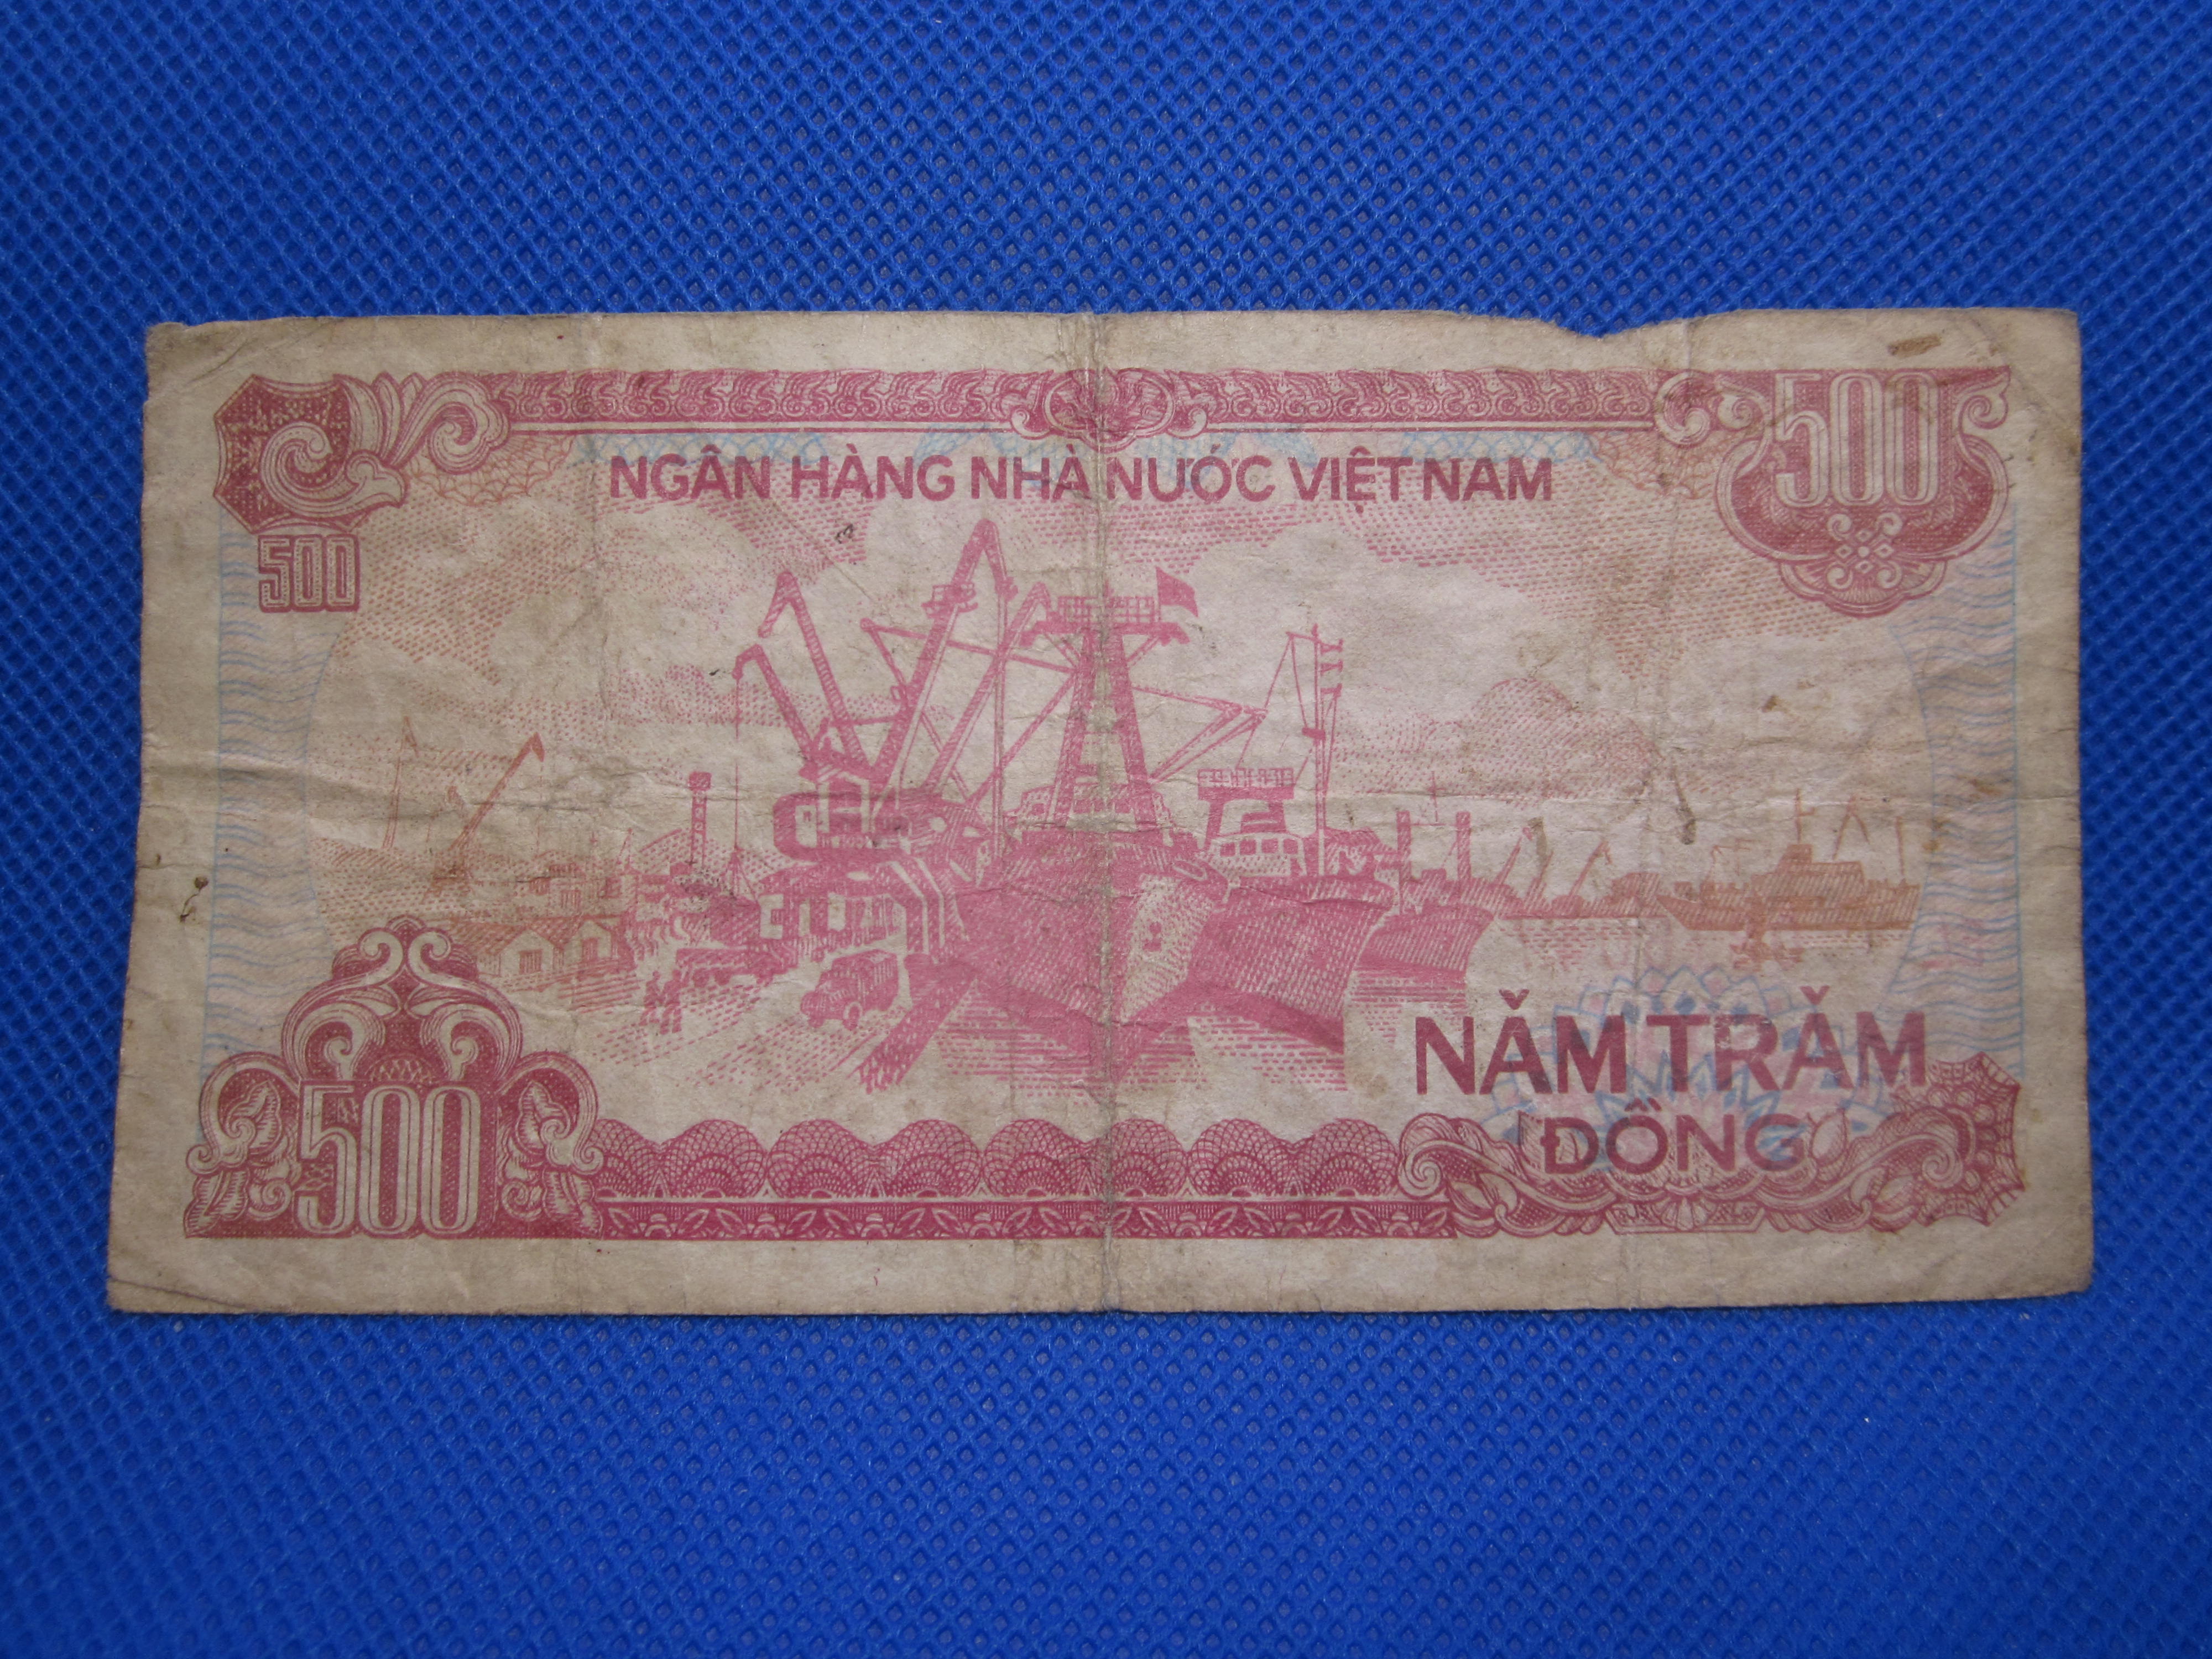 500
NGÂN HÀNG NHÀ NƯỚC VIỆT NAM
500
500
NĂM TRĂM
ĐỒNG